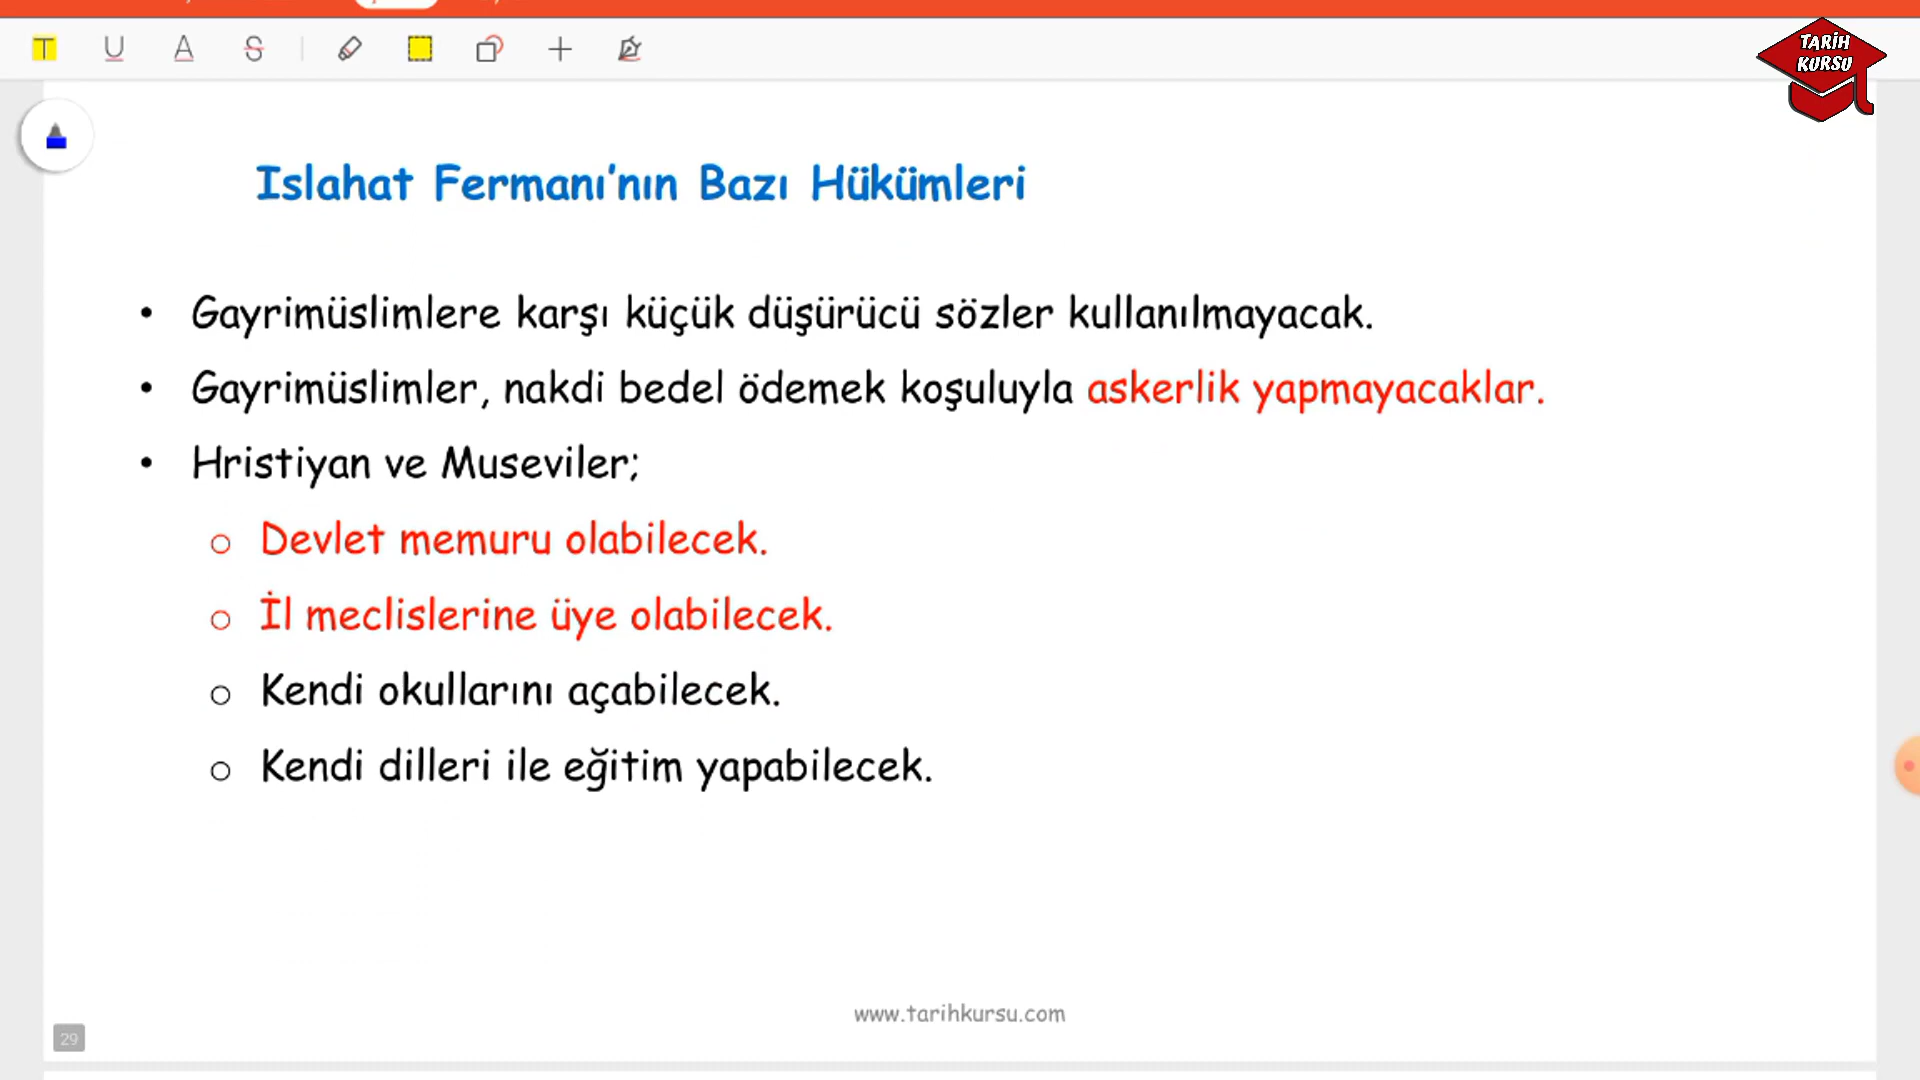 TARİH
KURSU
Islahat Fermanı'nın Bazı Hükümleri
• Gayrimüslimlere karşı küçük düşürücü sözler kullanılmayacak.
• Gayrimüslimler, nakdi bedel ödemek koşuluyla askerlik yapmayacaklar.
• Hristiyan ve Museviler;
o Devlet memuru olabilecek.
o İl meclislerine üye olabilecek.
o Kendi okullarını açabilecek.
o Kendi dilleri ile eğitim yapabilecek.
www.tarihkursu.com
29